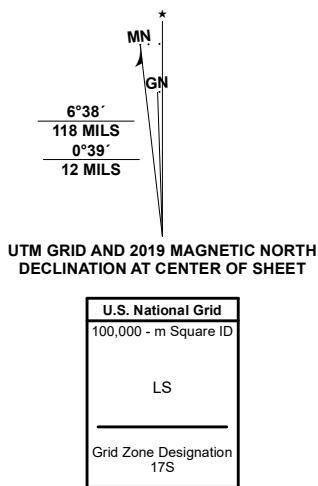 ★
MN
GN
6°38´
118 MILS
0°39´
12 MILS
UTM GRID AND 2019 MAGNETIC NORTH
DECLINATION AT CENTER OF SHEET
U.S. National Grid
100,000 - m Square ID
LS
Grid Zone Designation
17S